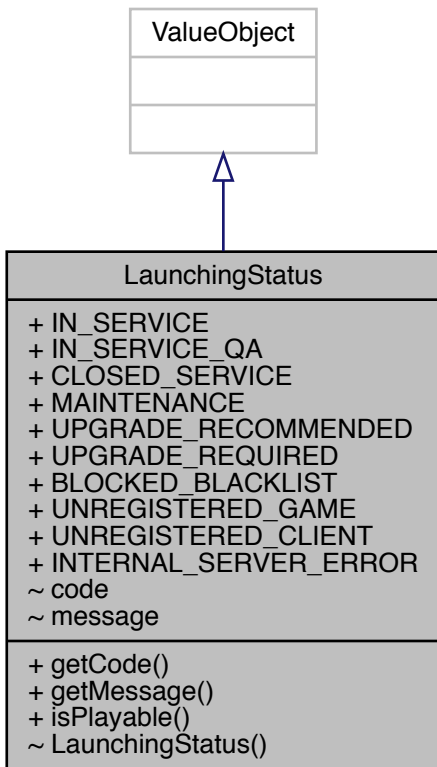 ValueObject
LaunchingStatus
+ IN_SERVICE
+ IN_SERVICE_QA
+ CLOSED_SERVICE
+ MAINTENANCE
+ UPGRADE_RECOMMENDED
+ UPGRADE_REQUIRED
+ BLOCKED_BLACKLIST
+ UNREGISTERED_GAME
+ UNREGISTERED_CLIENT
+ INTERNAL_SERVER_ERROR
~ code
~ message
+ getCode()
+ getMessage()
+ isPlayable()
~ LaunchingStatus()